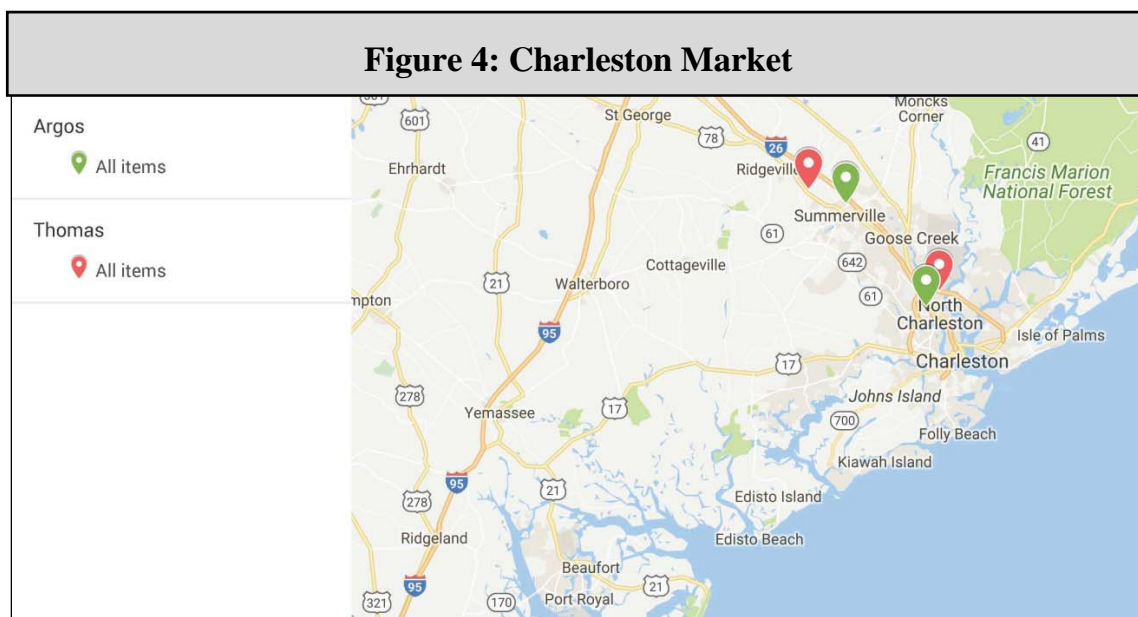 Figure 4: Charleston Market
Argos
All items
Thomas
All items
601
St George
78
26
Moncks
Corner
41
Ehrhardt
Ridgeville
Francis Marion
National Forest
Summerville
61
Goose Creek
642
Cottageville
21
Walterboro
61
mpton
North
Charleston
Isle of Palms
95
17
Charleston
278
Johns Island
Yemassee
17
700
Folly Beach
Kiawah Island
95
21
278
Edisto Island
Ridgeland
Edisto Beach
Beaufort
95
21
321
170
Port Royal